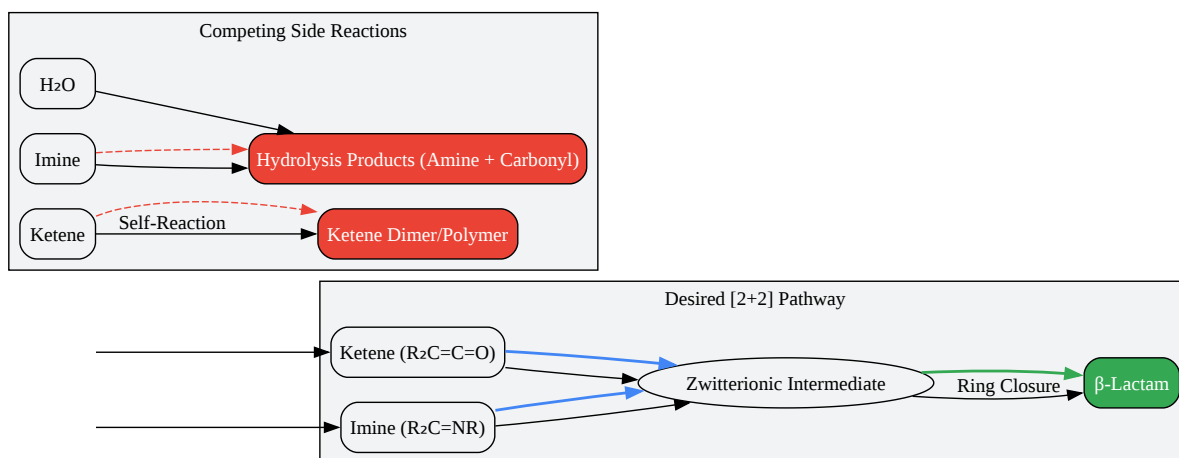 Competing Side Reactions
H₂O
Imine
Hydrolysis Products (Amine + Carbonyl)
Self-Reaction
Ketene
Ketene Dimer/Polymer
Desired [2+2] Pathway
Ketene (R₂C=C=O)
Zwitterionic Intermediate
Ring Closure
β-Lactam
Imine (R₂C=NR)